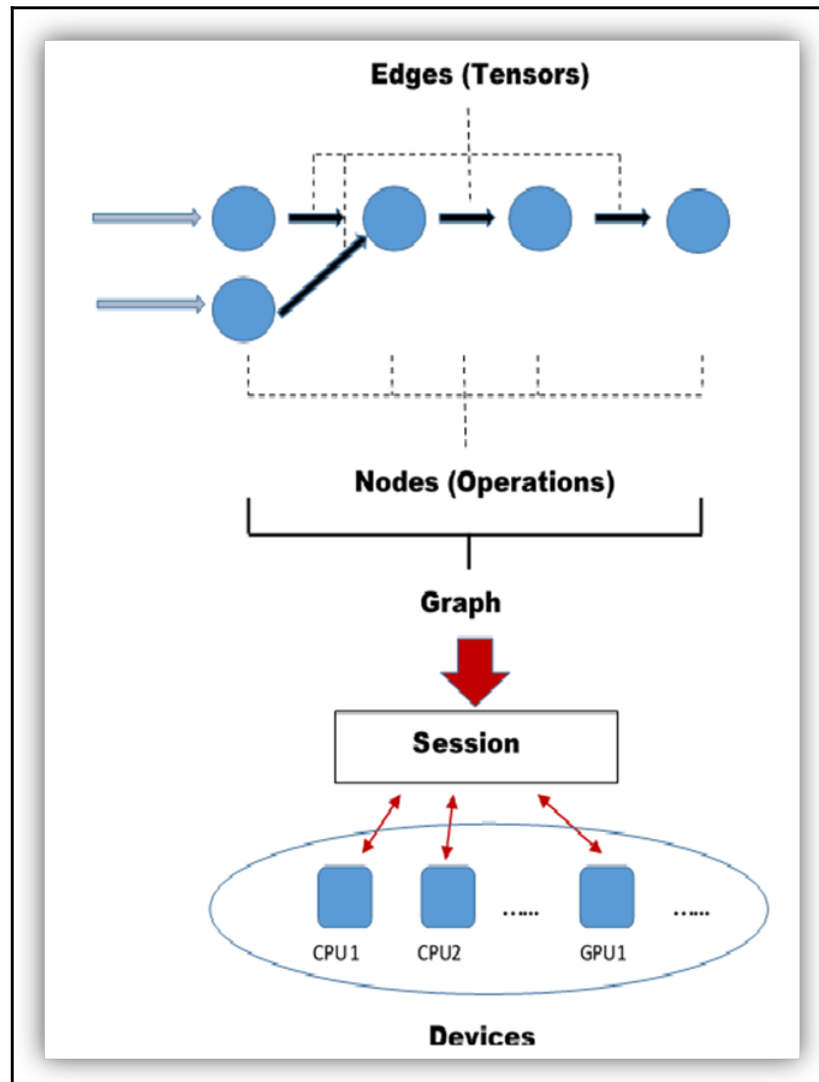 Edges (Tensors)
Nodes (Operations)
Graph
Session
...... ......
CPU1 CPU2 GPU1
Devices